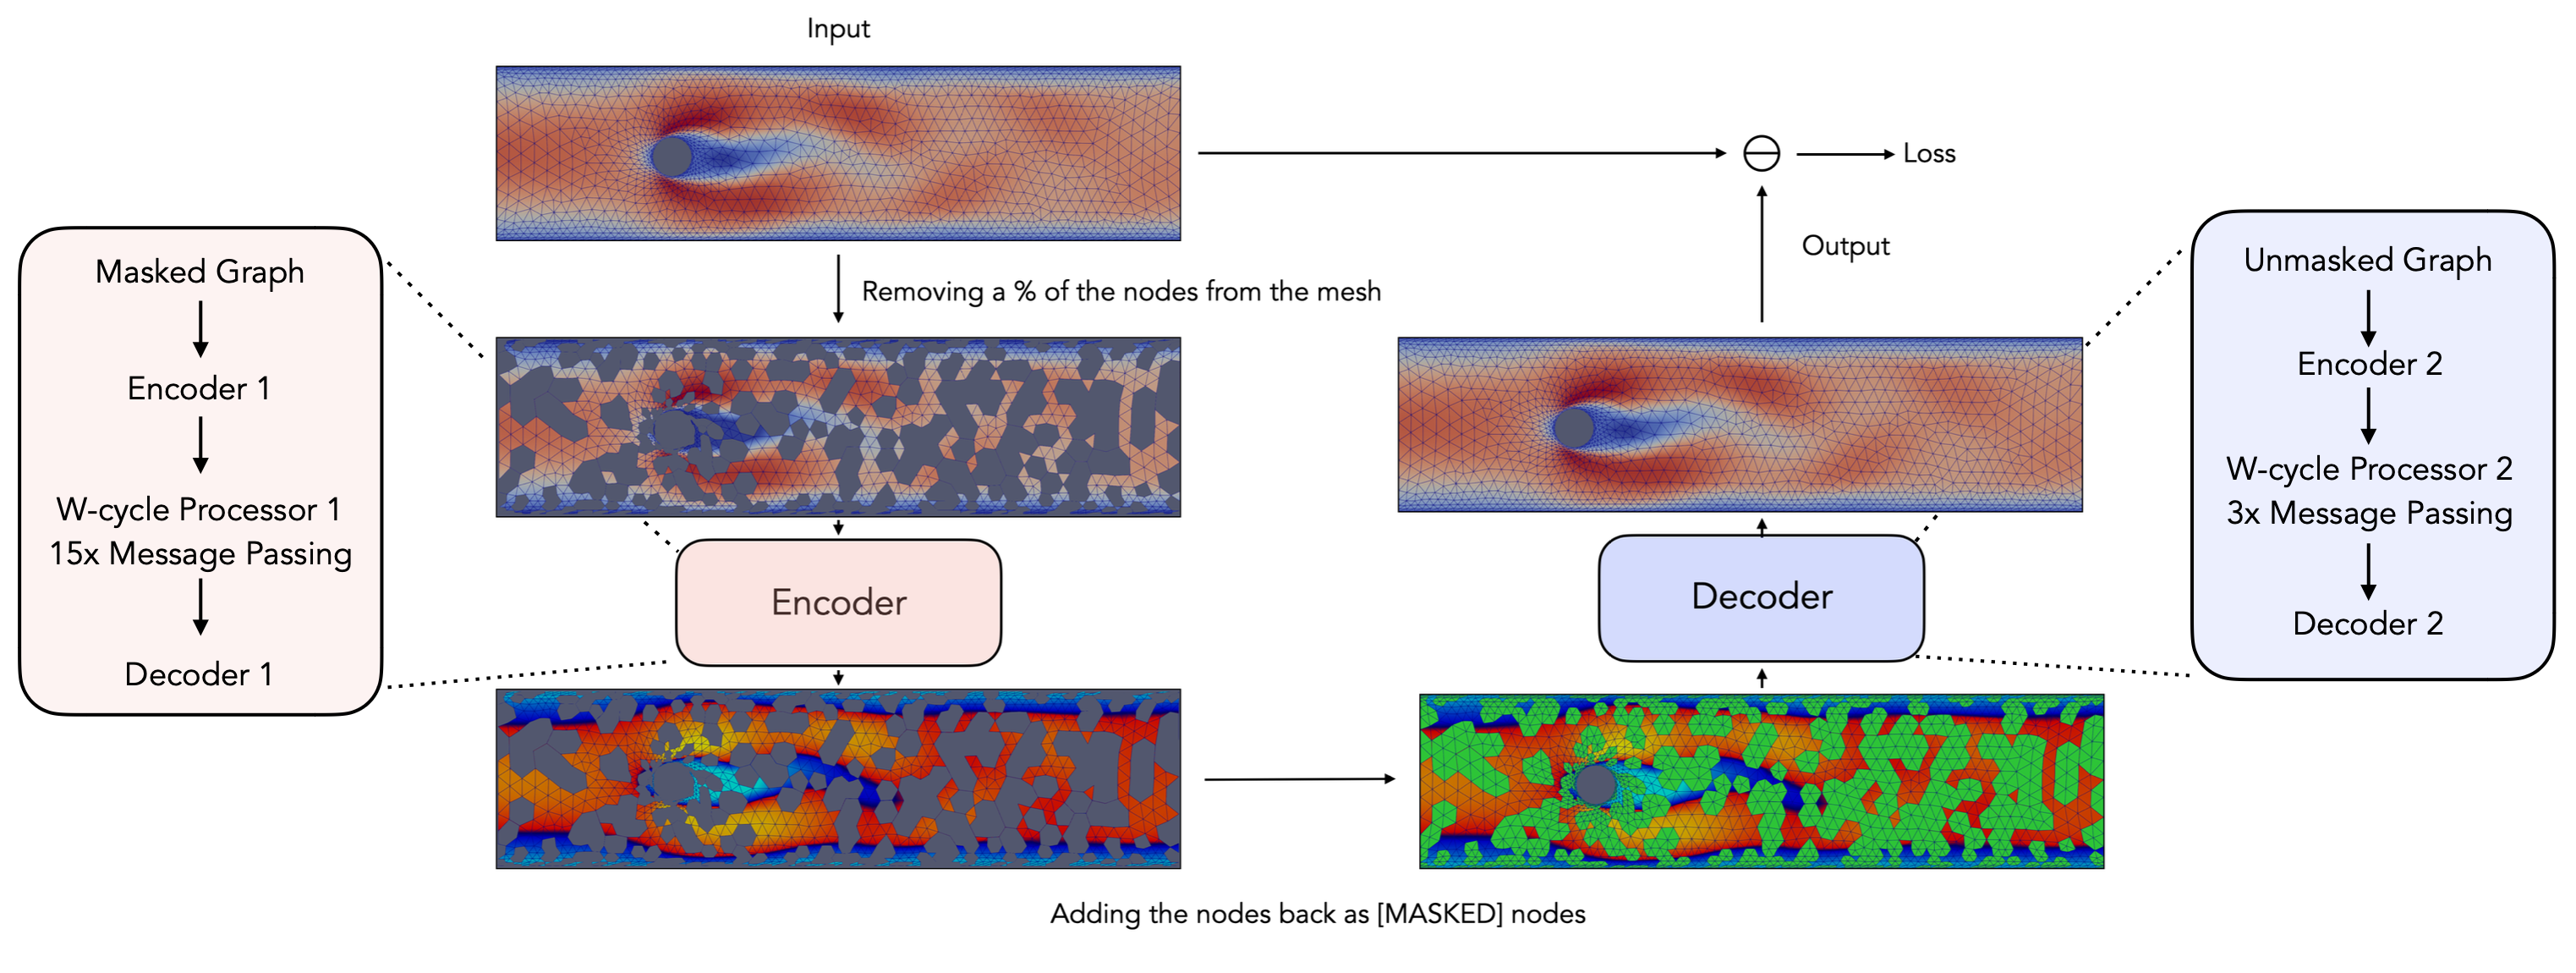 Input
Loss
Output
Removing a % of the nodes from the mesh
Masked Graph
Encoder 1
W-cycle Processor 1
15x Message Passing
Decoder 1
Encoder
Decoder
Unmasked Graph
Encoder 2
W-cycle Processor 2
3x Message Passing
Decoder 2
Adding the nodes back as [MASKED] nodes